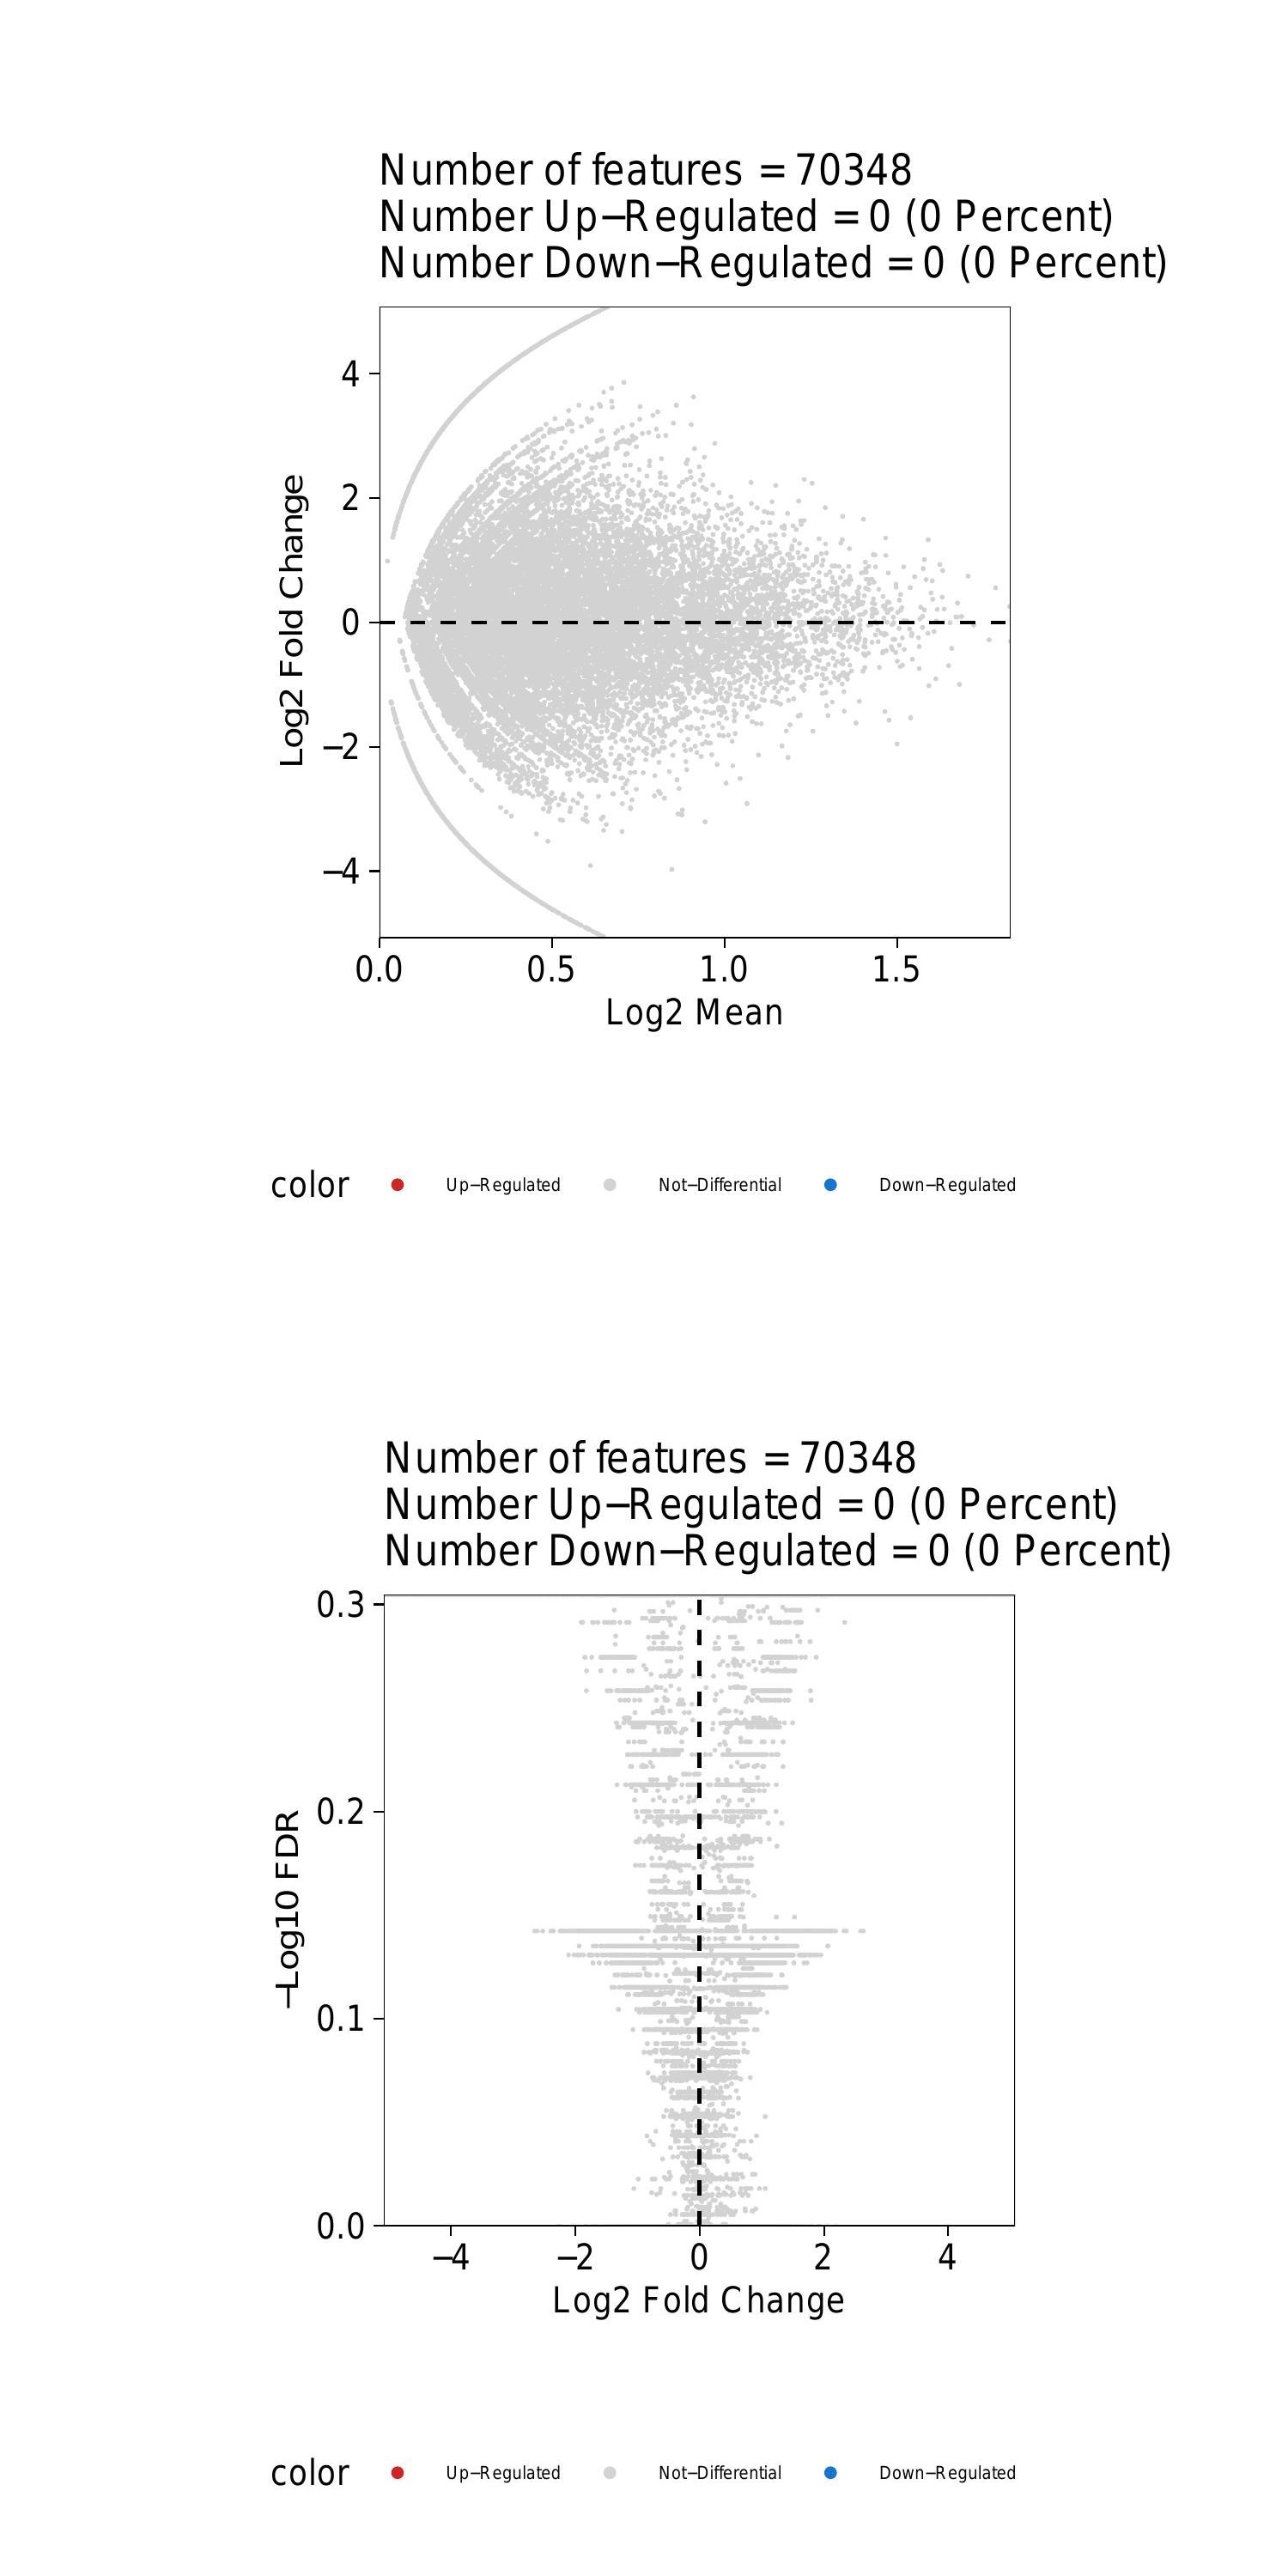 Number of features = 70348
Number Up−Regulated = 0 (0 Percent)
Number Down−Regulated = 0 (0 Percent)
Log2 Fold Change
4
2
0
−2
−4
0.0 0.5 1.0 1.5
Log2 Mean
color Up−Regulated Not−Differential Down−Regulated
Number of features = 70348
Number Up−Regulated = 0 (0 Percent)
Number Down−Regulated = 0 (0 Percent)
−Log10 FDR
0.3
0.2
0.1
0.0
−4 −2 0 2 4
Log2 Fold Change
color Up−Regulated Not−Differential Down−Regulated